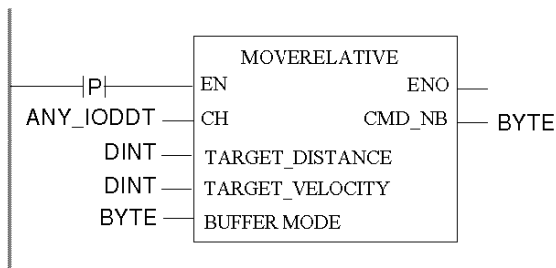 MOVERELATIVE
P EN ENO
ANY_IODDT CH CMD_NB BYTE
DINT TARGET_DISTANCE
DINT TARGET_VELOCITY
BYTE BUFFER MODE